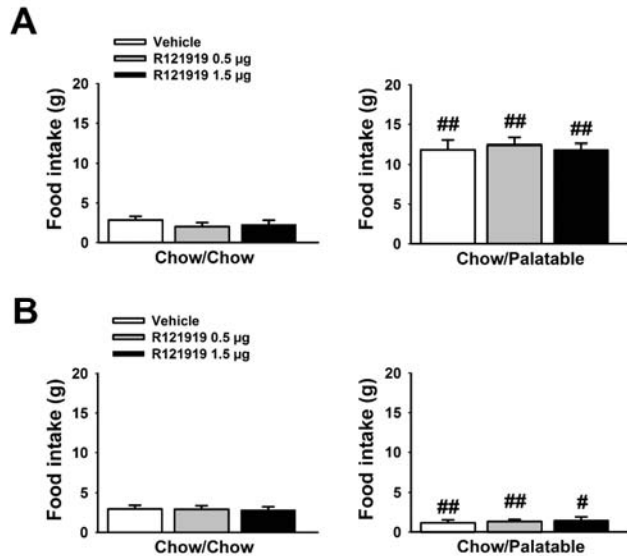 A
Vehicle
R121919 0.5 µg
R121919 1.5 µg
Food intake (g)
20
15
10
5
0
Chow/Chow
Food intake (g)
20
15
10
5
0
## ## ##
Chow/Palatable
B
Vehicle
R121919 0.5 µg
R121919 1.5 µg
Food intake (g)
20
15
10
5
0
Chow/Chow
Food intake (g)
20
15
10
5
0
## ## #
Chow/Palatable